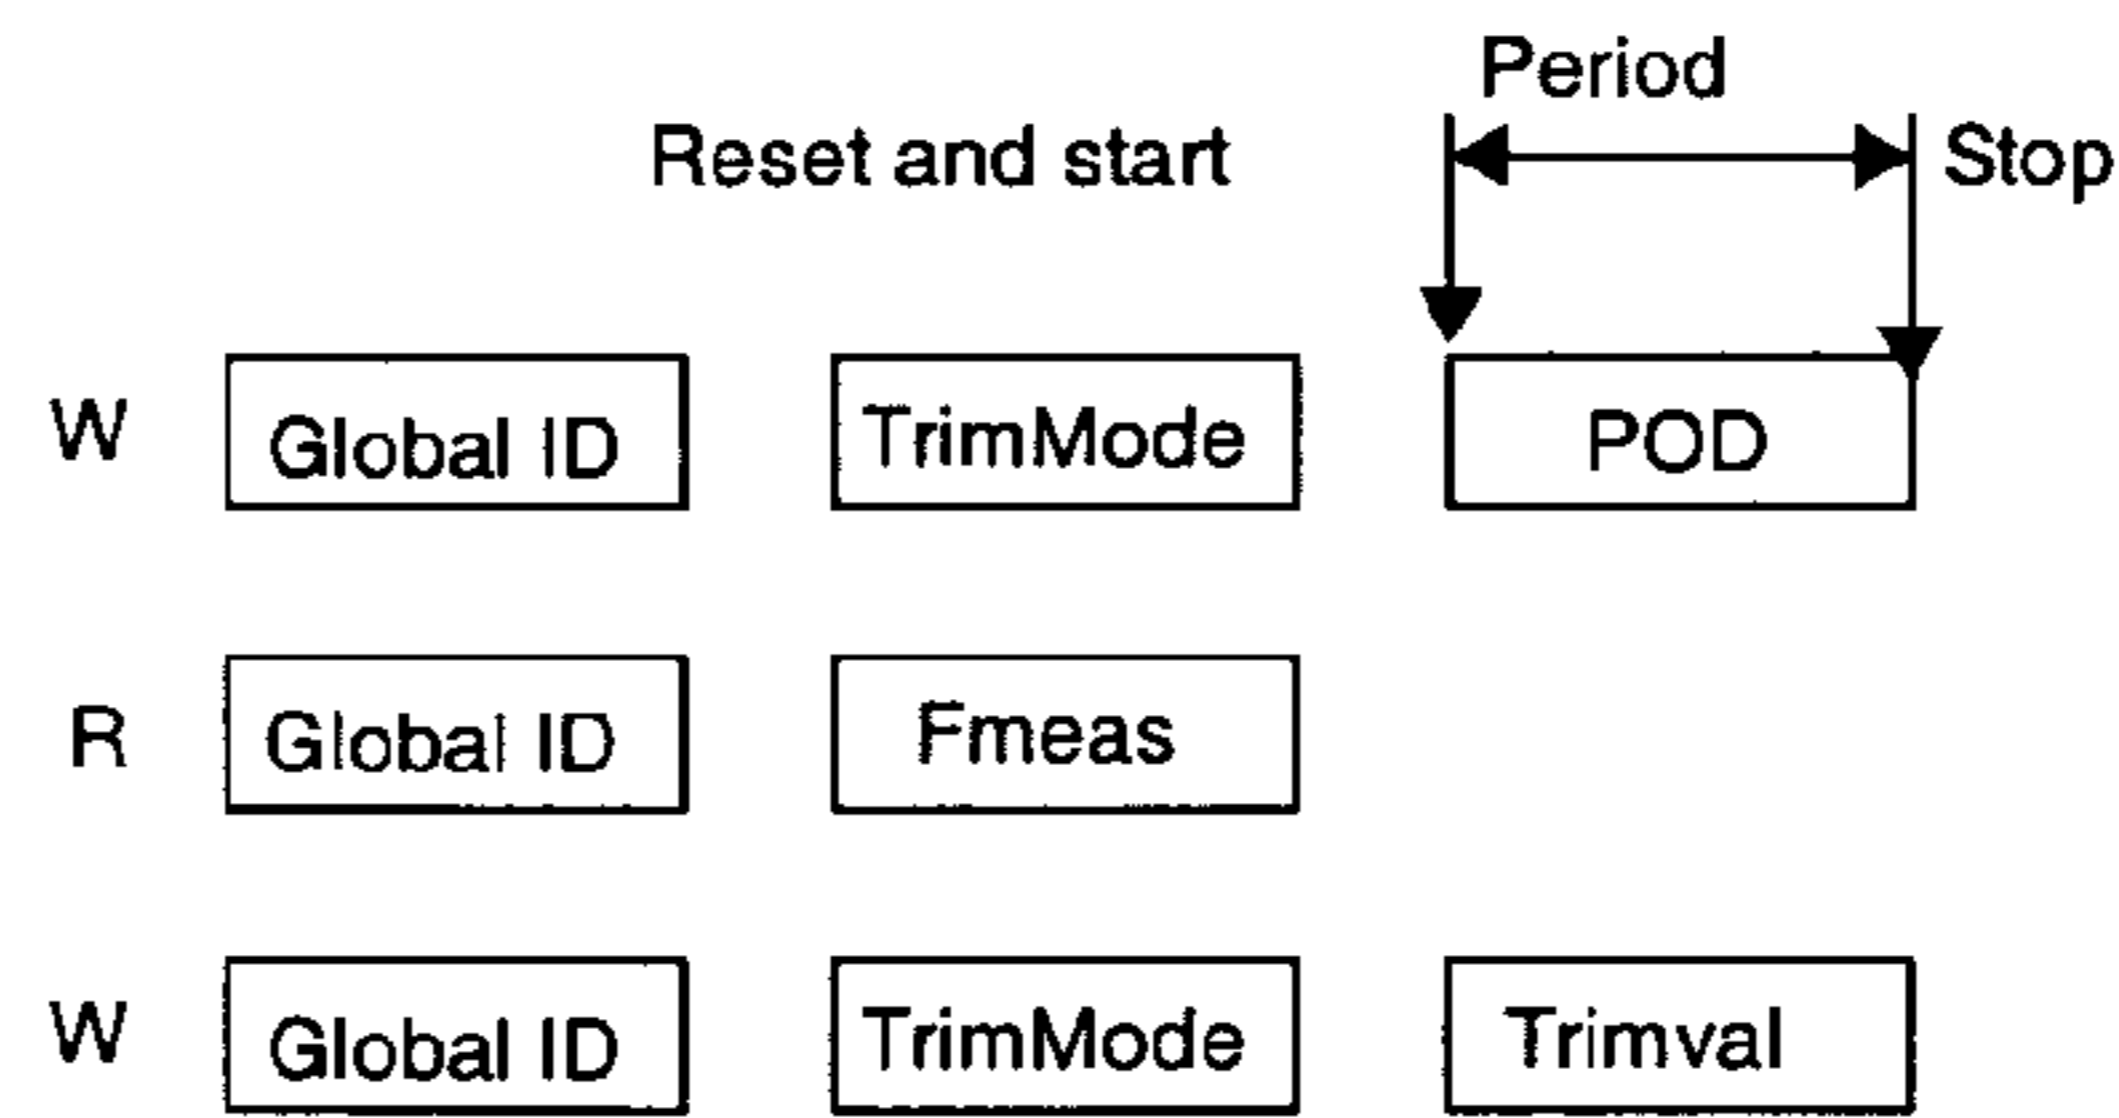 Period
Reset and start Stop
W Global ID TrimMode POD
R Global ID Fmeas
W Global ID TrimMode Trimval